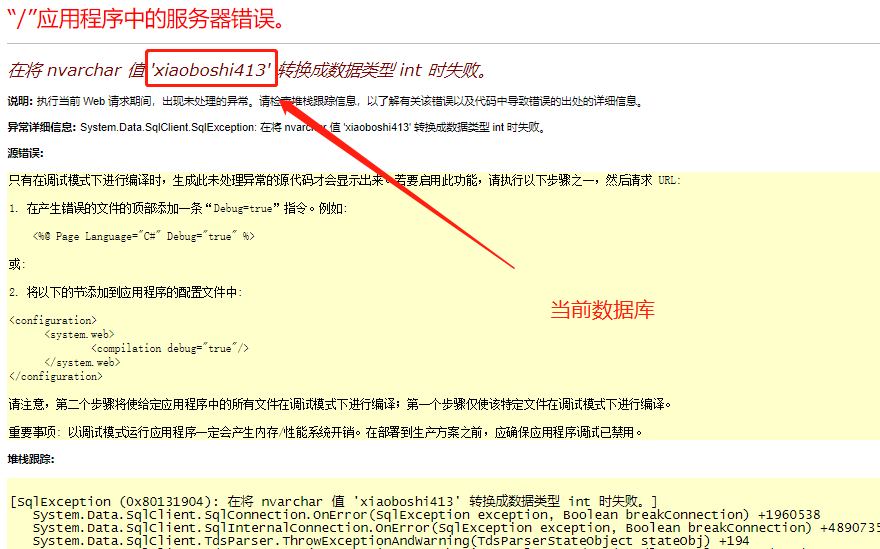 “/”应用程序中的服务器错误。
在将 nvarchar 值 'xiaoboshi413' 转换成数据类型 int 时失败。
说明: 执行当前 Web 请求期间，出现未处理的异常。请检查堆栈跟踪信息，以了解有关该错误以及代码中导致错误的出处的详细信息。
异常详细信息: System.Data.SqlClient.SqlException: 在将 nvarchar 值 'xiaoboshi413' 转换成数据类型 int 时失败。
源错误:
只有在调试模式下进行编译时，生成此未处理异常的源代码才会显示出来。若要启用此功能，请执行以下步骤之一，然后请求 URL:
1. 在产生错误的文件的顶部添加一条“Debug=true”指令。例如:
<%@ Page Language="C#" Debug="true" %>
或:
2. 将以下的节添加到应用程序的配置文件中:
当前数据库
<configuration>
<system.web>
<compilation debug="true"/>
</system.web>
</configuration>
请注意，第二个步骤将使给定应用程序中的所有文件在调试模式下进行编译；第一个步骤仅使该特定文件在调试模式下进行编译。
重要事项: 以调试模式运行应用程序一定会产生内存/性能系统开销。在部署到生产方案之前，应确保应用程序调试已禁用。
堆栈跟踪:
[SqlException (0x80131904): 在将 nvarchar 值 'xiaoboshi413' 转换成数据类型 int 时失败。]
System.Data.SqlClient.SqlConnection.OnError(SqlException exception, Boolean breakConnection) +1960538
System.Data.SqlClient.SqlInternalConnection.OnError(SqlException exception, Boolean breakConnection) +4890735
System.Data.SqlClient.TdsParser.ThrowExceptionAndWarning(TdsParserStateObject stateObj) +194